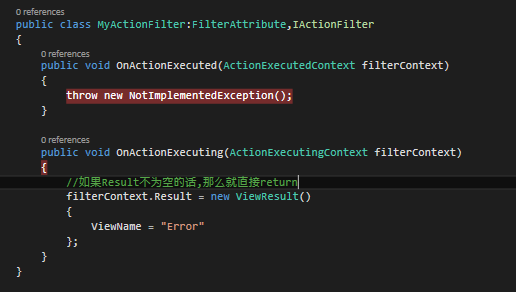 0 references
public class MyActionFilter:FilterAttribute,IActionFilter
{
0 references
public void OnActionExecuted(ActionExecutedContext filterContext)
{
throw new NotImplementedException();
}
0 references
public void OnActionExecuting(ActionExecutingContext filterContext)
{
//如果Result不为空的话,那么就直接return
filterContext.Result = new ViewResult()
{
ViewName = "Error"
};
}
}